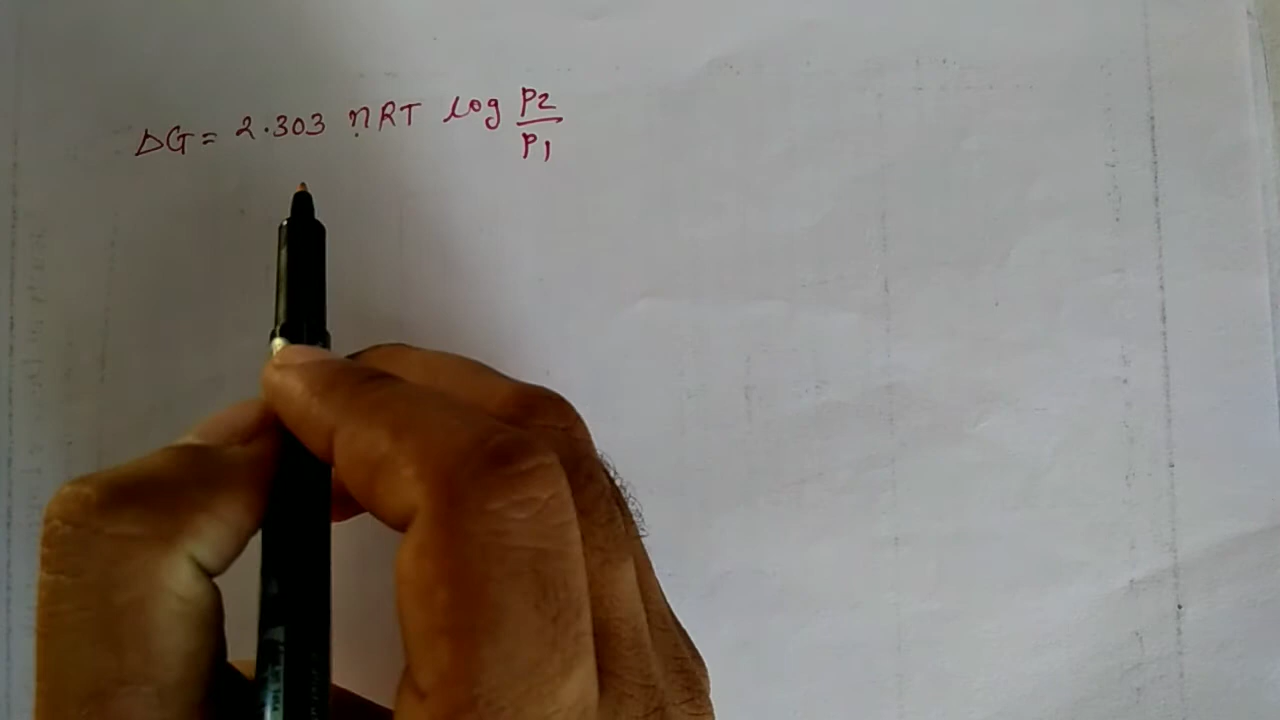 ΔG = 2.303 nRT log P2/P1